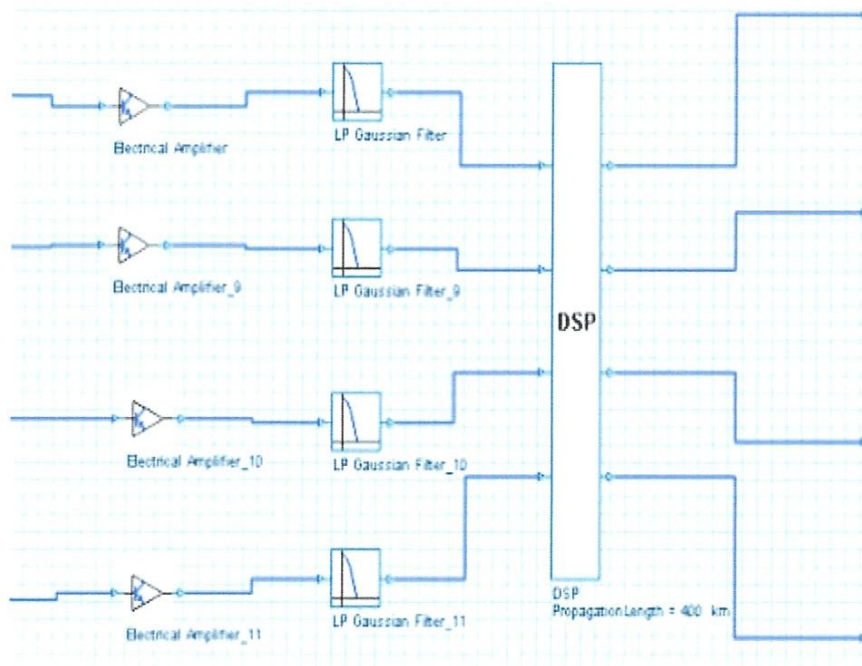 LP Gaussian Filter
Electrical Amplifier
Electrical Amplifier_9
LP Gaussian Filter_9
DSP
Electrical Amplifier_10
LP Gaussian Filter_10
DSP
Propagation Length = 400 km
LP Gaussian Filter_11
Electrical Amplifier_11